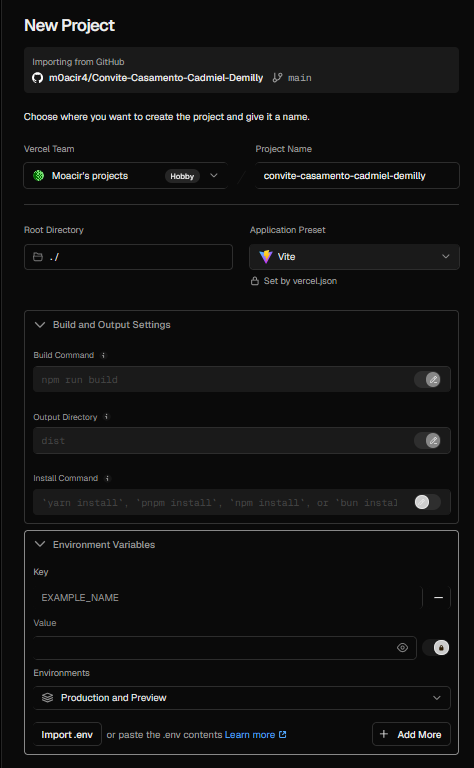 New Project
Importing from GitHub
m0acir4/Convite-Casamento-Cadmiel-Demilly main
Choose where you want to create the project and give it a name.
Vercel Team
Project Name
Moacir's projects Hobby
convite-casamento-cadmiel-demilly
Root Directory
Application Preset
./
Vite
Set by vercel.json
Build and Output Settings
Build Command
npm run build
Output Directory
dist
Install Command
`yarn install`, `pnpm install`, `npm install`, or `bun instal
Environment Variables
Key
EXAMPLE_NAME
Value
Environments
Production and Preview
Import .env or paste the .env contents Learn more
Add More